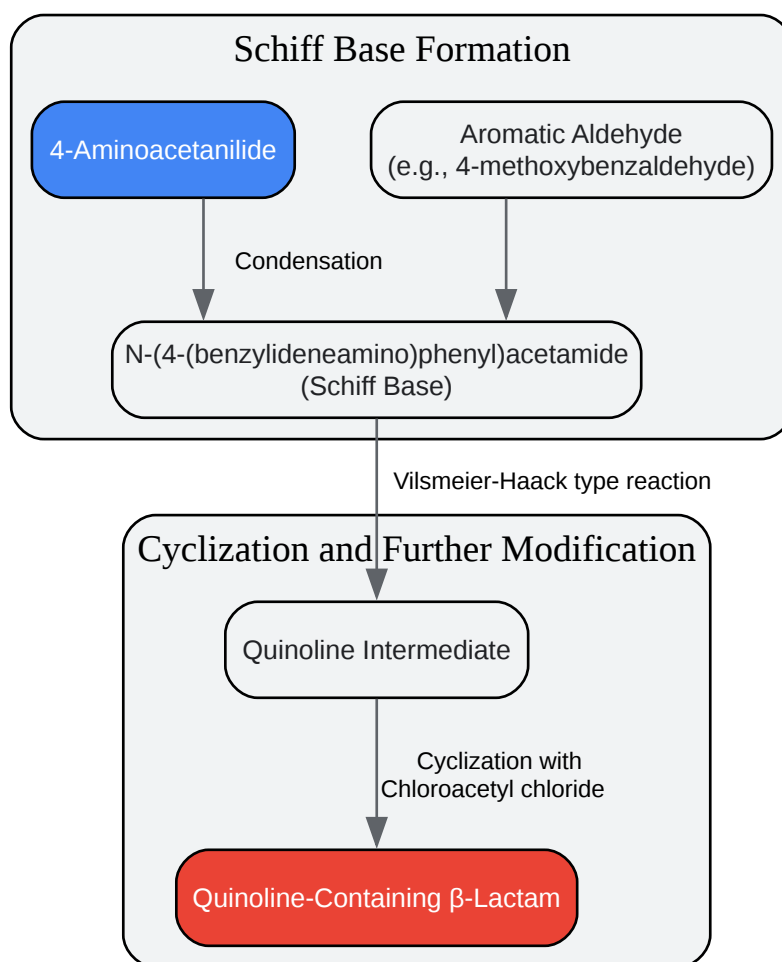 Schiff Base Formation
4-Aminoacetanilide
Aromatic Aldehyde
(e.g., 4-methoxybenzaldehyde)
Condensation
N-(4-(benzylideneamino)phenyl)acetamide
(Schiff Base)
Vilsmeier-Haack type reaction
Cyclization and Further Modification
Quinoline Intermediate
Cyclization with
Chloroacetyl chloride
Quinoline-Containing β-Lactam